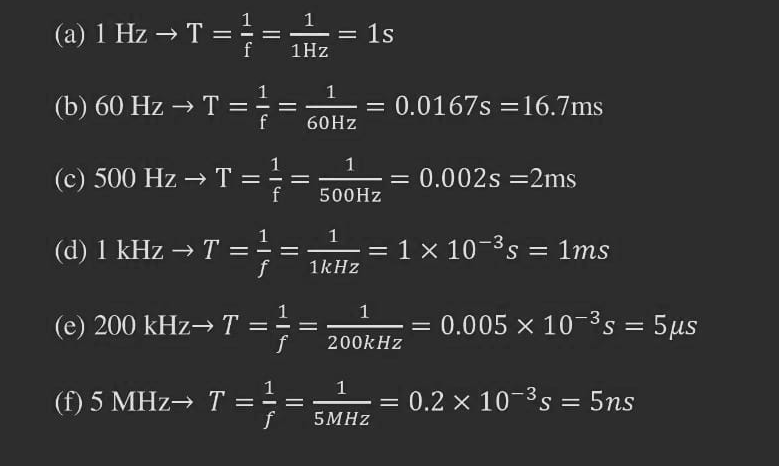 (a) 1 Hz → T = 1/f = 1/1Hz = 1s
(b) 60 Hz → T = 1/f = 1/60Hz = 0.0167s =16.7ms
(c) 500 Hz → T = 1/f = 1/500Hz = 0.002s =2ms
(d) 1 kHz → T = 1/f = 1/1kHz = 1 × 10⁻³s = 1ms
(e) 200 kHz→ T = 1/f = 1/200kHz = 0.005 × 10⁻³s = 5μs
(f) 5 MHz→ T = 1/f = 1/5MHz = 0.2 × 10⁻³s = 5ns